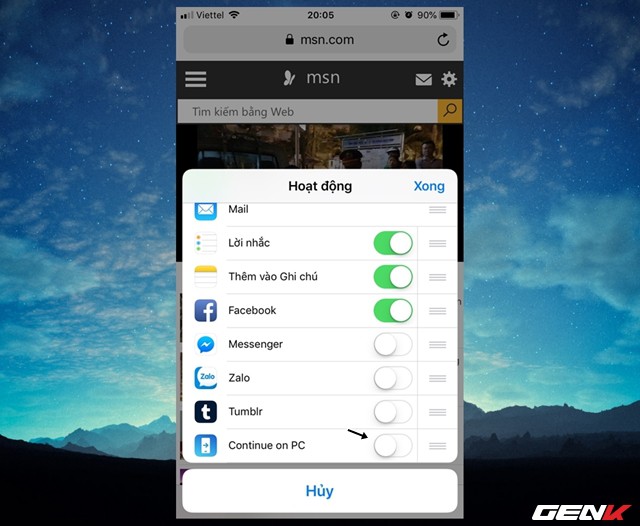 Viettel 20:05 90%
msn.com
msn
Tìm kiếm bằng Web
Hoạt động Xong
Mail
Lời nhắc
Thêm vào Ghi chú
Facebook
Messenger
Zalo Zalo
Tumblr
Continue on PC
Hủy
GENK